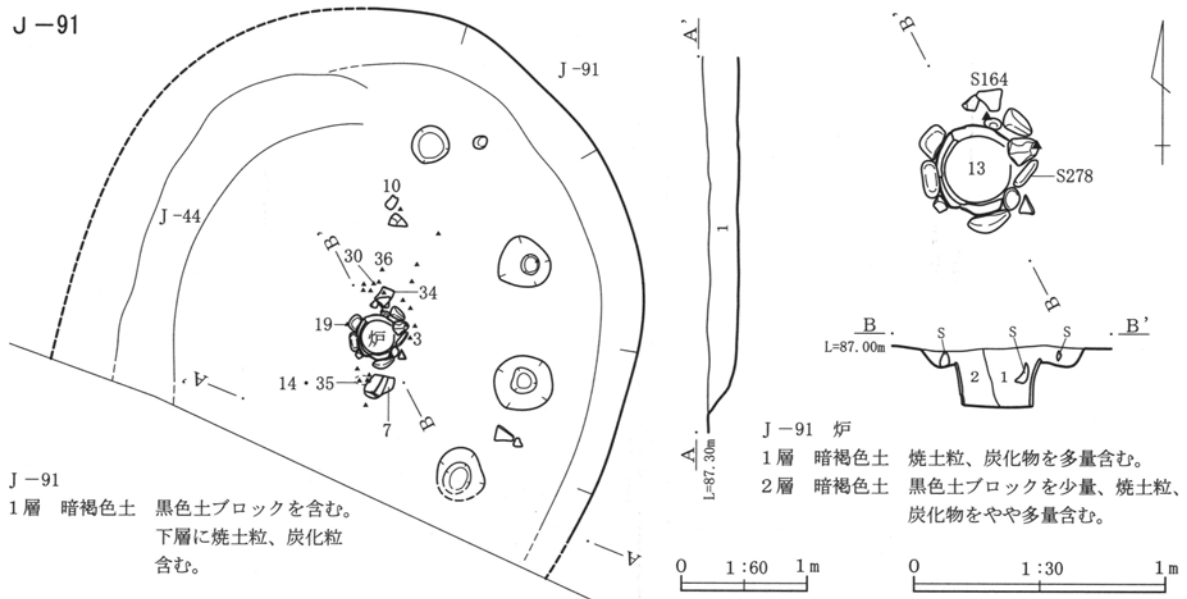 J－91
J－91
J－44
10
B'
30
36
34
19
炉
3
A'
14・35
7
B
A
J－91
1層　暗褐色土　黒色土ブロックを含む。
下層に焼土粒、炭化粒
含む。
A'
1
A
L=87.30m
B'
S164
13
S278
B
B
L=87.00m
S
S
S
B'
2
1
J－91　炉
1層　暗褐色土　焼土粒、炭化物を多量含む。
2層　暗褐色土　黒色土ブロックを少量、焼土粒、
炭化物をやや多量含む。
0　1：60　1m
0　1：30　1m